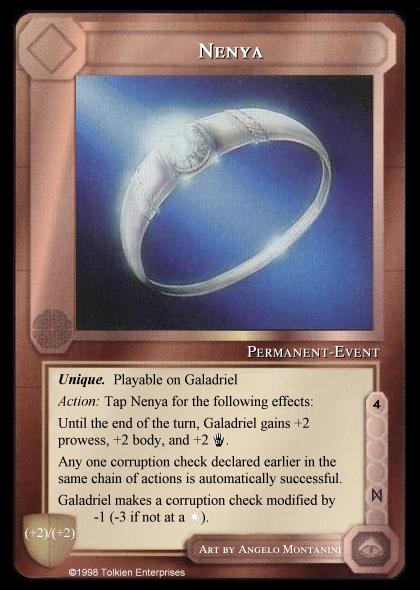 Nenya
Permanent-Event
Unique. Playable on Galadriel
Action: Tap Nenya for the following effects:
Until the end of the turn, Galadriel gains +2
prowess, +2 body, and +2 .
Any one corruption check declared earlier in the
same chain of actions is automatically successful.
Galadriel makes a corruption check modified by
-1 (-3 if not at a ).
4
(+2)/(+2)
Art by Angelo Montanini
©1998 Tolkien Enterprises